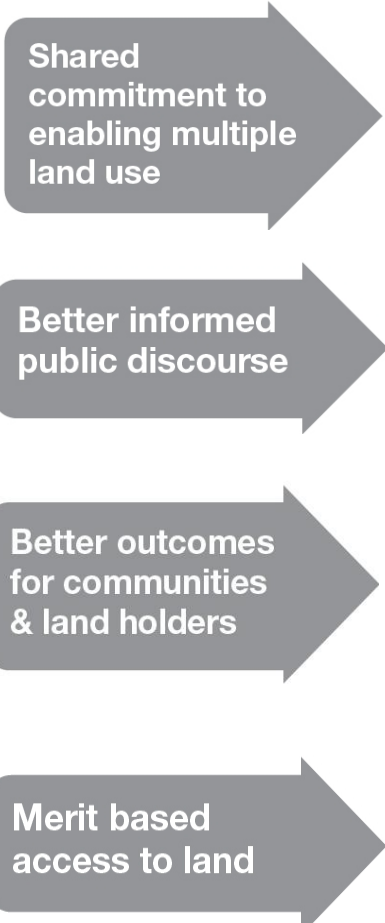 Shared
commitment to
enabling multiple
land use
Better informed
public discourse
Better outcomes
for communities
& land holders
Merit based
access to land